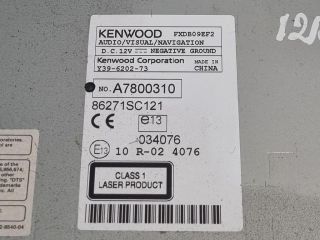 KENWOOD FXDB09EF2
AUDIO/VISUAL/NAVIGATION
D.C.12V NEGATIVE GROUND
Kenwood Corporation MADE IN
Y39-6202-73 CHINA
NO. A7800310
86271SC121
CE e13
034076
E13 10 R-02 4076
CLASS 1
LASER PRODUCT